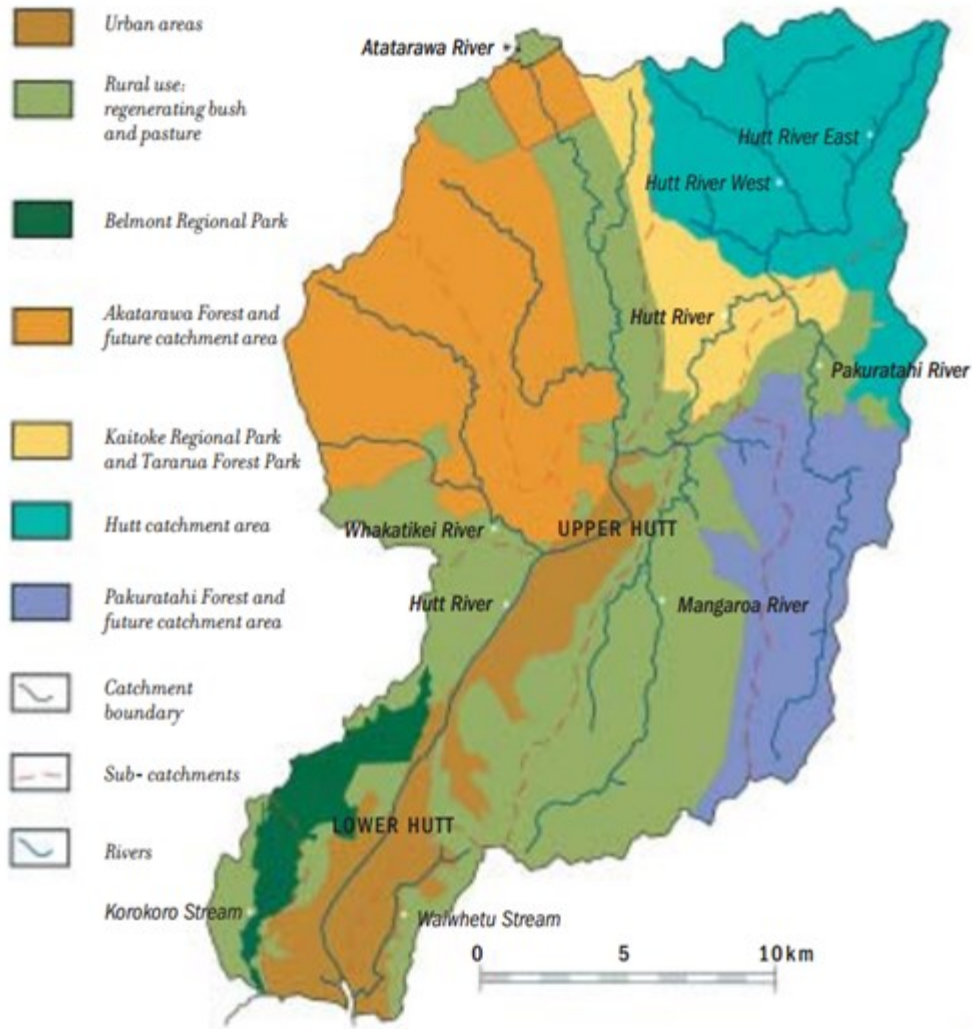 Urban areas
Rural use:
regenerating bush
and pasture
Belmont Regional Park
Akatarawa Forest and
future catchment area
Kaitoke Regional Park
and Tararua Forest Park
Hutt catchment area
Pakuratahi Forest and
future catchment area
Catchment
boundary
Sub- catchments
Rivers
Atatarawa River
Hutt River East
Hutt River West
Hutt River
Pakuratahi River
Whakatikei River
UPPER HUTT
Hutt River
Mangaroa River
LOWER HUTT
Korokoro Stream
Waiwhetu Stream
0 5 10km